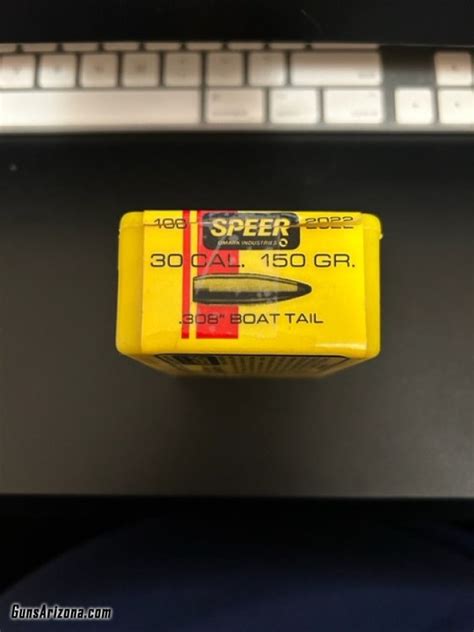 100 SPEER 2022
OMARK INDUSTRIES
30 CAL. 150 GR.
.308" BOAT TAIL
GunsArizona.com